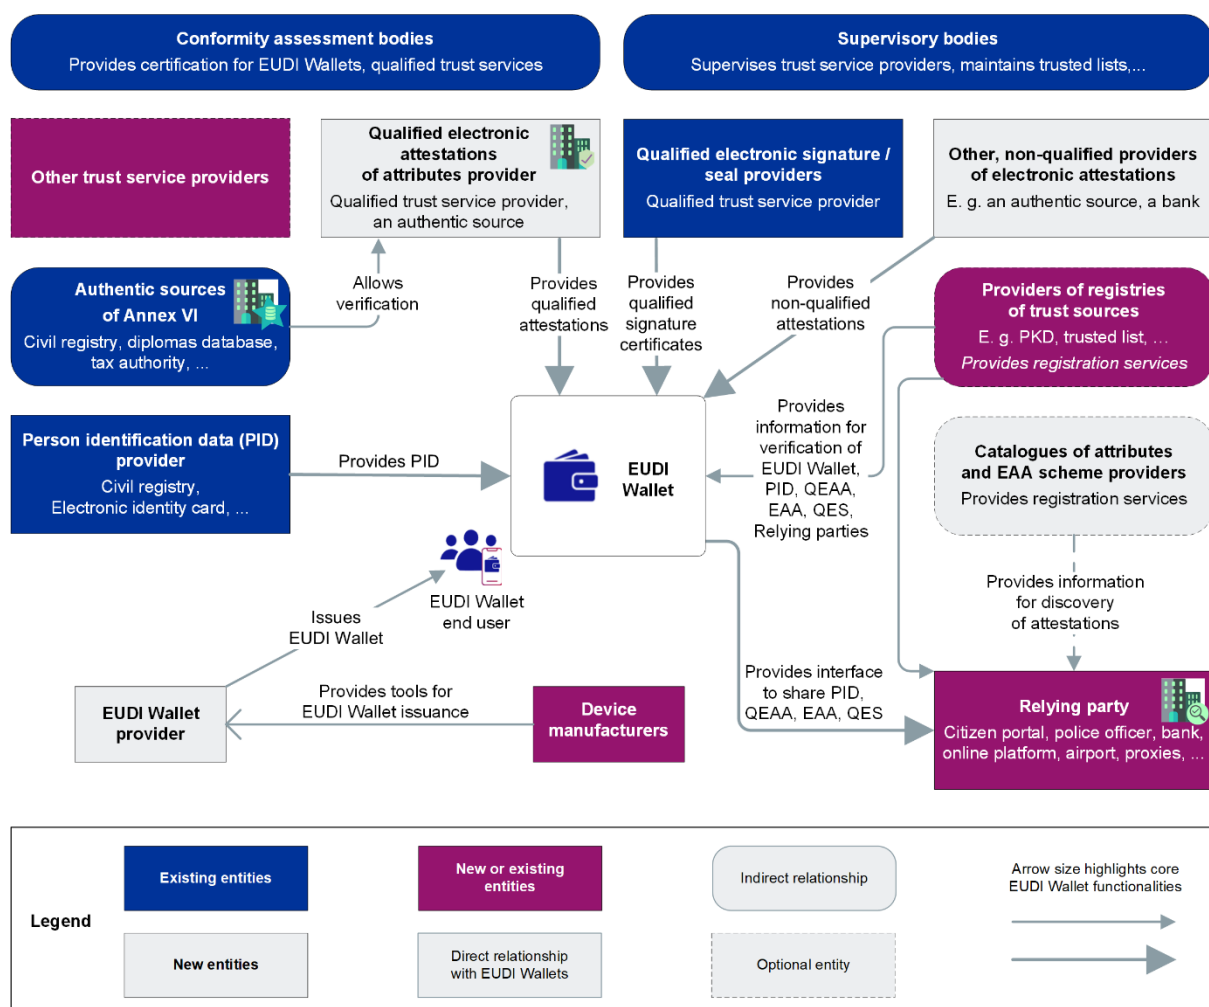 Conformity assessment bodies
Provides certification for EUDI Wallets, qualified trust services
Supervisory bodies
Supervises trust service providers, maintains trusted lists,...
Other trust service providers
Qualified electronic
attestations
of attributes provider
Qualified trust service provider,
an authentic source
Qualified electronic signature /
seal providers
Qualified trust service provider
Other, non-qualified providers
of electronic attestations
E. g. an authentic source, a bank
Authentic sources
of Annex VI
Civil registry, diplomas database,
tax authority, ...
Allows
verification
Provides
qualified
attestations
Provides
qualified
signature
certificates
Provides
non-qualified
attestations
Providers of registries
of trust sources
E. g. PKD, trusted list, ...
Provides registration services
Person identification data (PID)
provider
Civil registry,
Electronic identity card, ...
Provides PID
EUDI
Wallet
Provides
information for
verification of
EUDI Wallet,
PID, QEAA,
EAA, QES,
Relying parties
Catalogues of attributes
and EAA scheme providers
Provides registration services
EUDI Wallet
end user
Issues
EUDI Wallet
Provides information
for discovery
of attestations
EUDI Wallet
provider
Provides tools for
EUDI Wallet issuance
Device
manufacturers
Provides interface
to share PID,
QEAA, EAA, QES
Relying party
Citizen portal, police officer, bank,
online platform, airport, proxies, ...
Legend
Existing entities
New or existing
entities
Indirect relationship
Arrow size highlights core
EUDI Wallet functionalities
New entities
Direct relationship
with EUDI Wallets
Optional entity